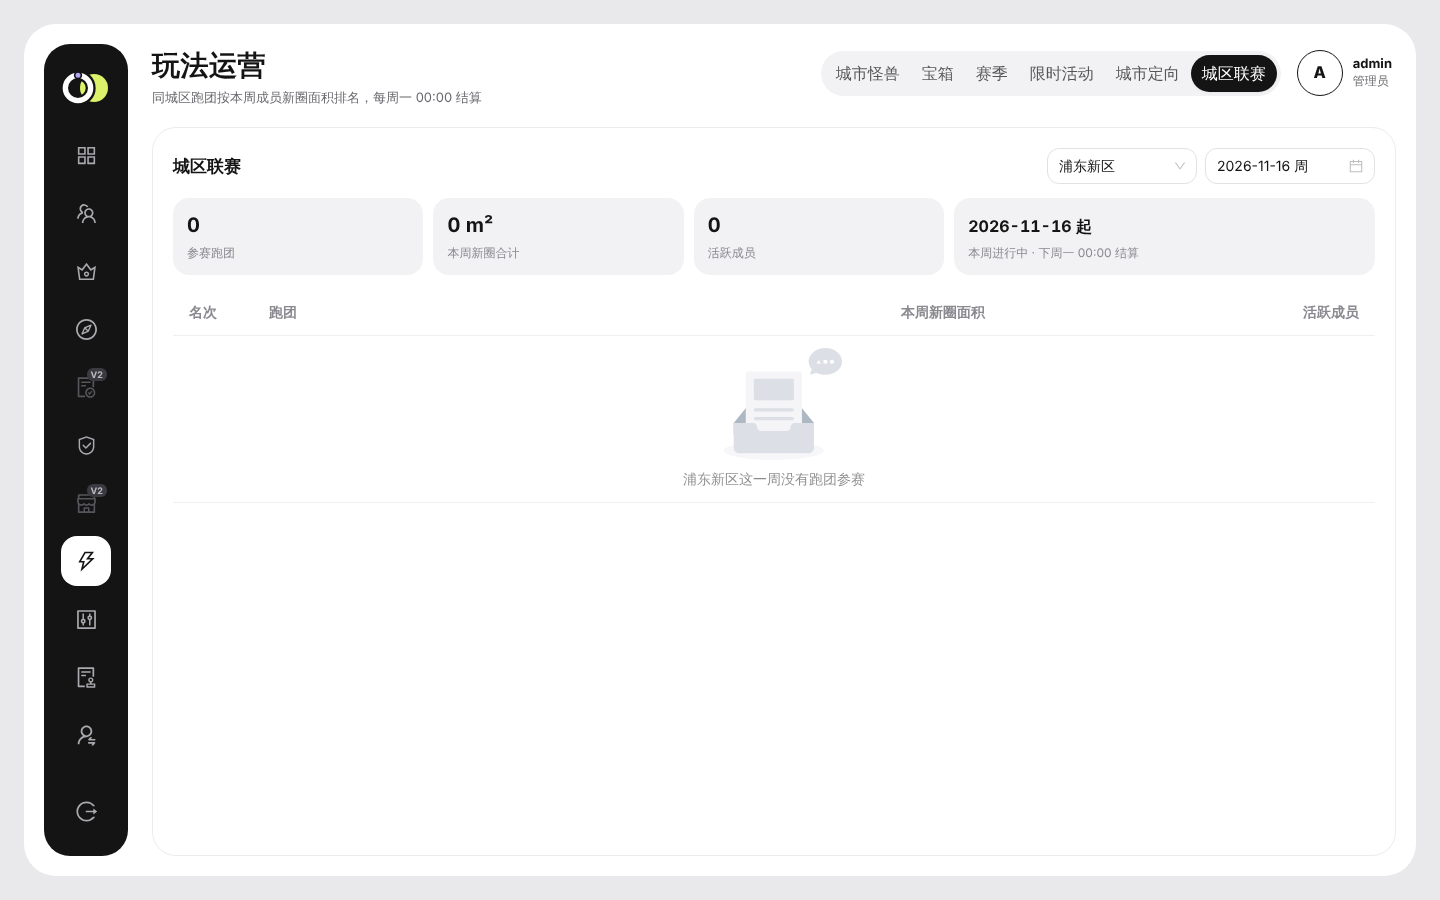 玩法运营
同城区跑团按本周成员新圈面积排名，每周一 00:00 结算
城市怪兽
宝箱
赛季
限时活动
城市定向
城区联赛
A
admin
管理员
V2
V2
城区联赛
浦东新区
2026-11-16 周
0
参赛跑团
0 m²
本周新圈合计
0
活跃成员
2026-11-16 起
本周进行中 · 下周一 00:00 结算
名次
跑团
本周新圈面积
活跃成员
浦东新区这一周没有跑团参赛